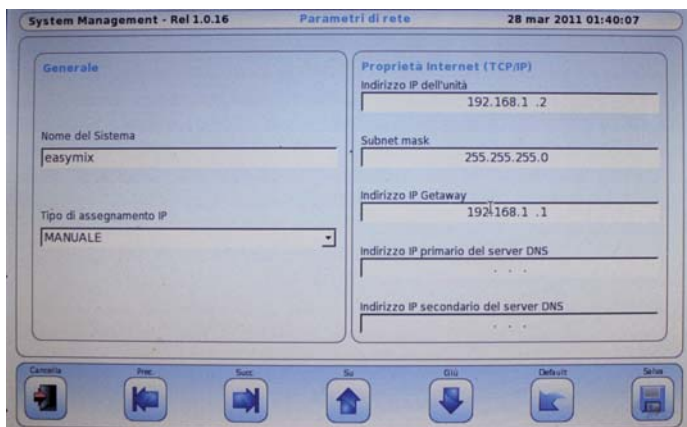 System Management - Rel 1.0.16 Parametri di rete 28 mar 2011 01:40:07
Generale
Nome del Sistema
easymix
Tipo di assegnamento IP
MANUALE
Proprietà Internet (TCP/IP)
Indirizzo IP dell'unità
192.168.1 .2
Subnet mask
255.255.255.0
Indirizzo IP Getaway
192.168.1 .1
Indirizzo IP primario del server DNS
. . .
Indirizzo IP secondario del server DNS
. . .
Cancella Prec. Succ. Su Giù Default Salva